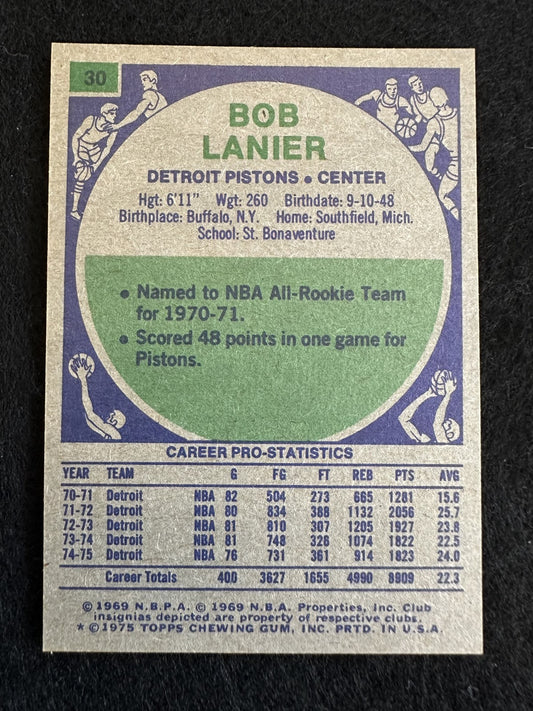 30
BOB
LANIER
DETROIT PISTONS • CENTER
Hgt: 6'11" Wgt: 260 Birthdate: 9-10-48
Birthplace: Buffalo, N.Y. Home: Southfield, Mich.
School: St. Bonaventure
• Named to NBA All-Rookie Team
for 1970-71.
• Scored 48 points in one game for
Pistons.
CAREER PRO-STATISTICS
YEAR TEAM G FG FT REB PTS AVG
70-71 Detroit NBA 82 504 273 665 1281 15.6
71-72 Detroit NBA 80 834 388 1132 2056 25.7
72-73 Detroit NBA 81 810 307 1205 1927 23.8
73-74 Detroit NBA 81 748 326 1074 1822 22.5
74-75 Detroit NBA 76 731 361 914 1823 24.0
Career Totals 400 3627 1655 4990 8909 22.3
© 1969 N.B.P.A. © 1969 N.B.A. Properties, Inc. Club
insignias depicted are property of respective clubs.
* © 1975 TOPPS CHEWING GUM, INC. PRTD. IN U.S.A.